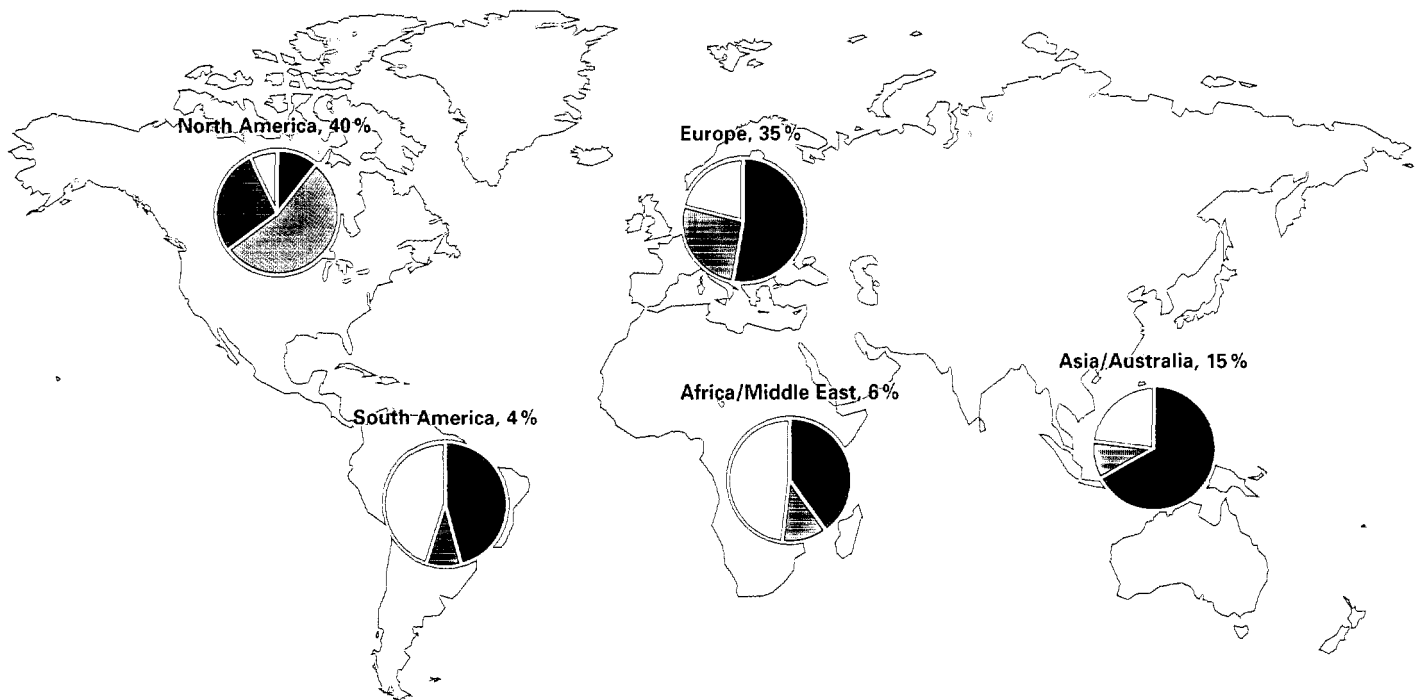 North America, 40%
Europe, 35%
Asia/Australia, 15%
Africa/Middle East, 6%
South America, 4%